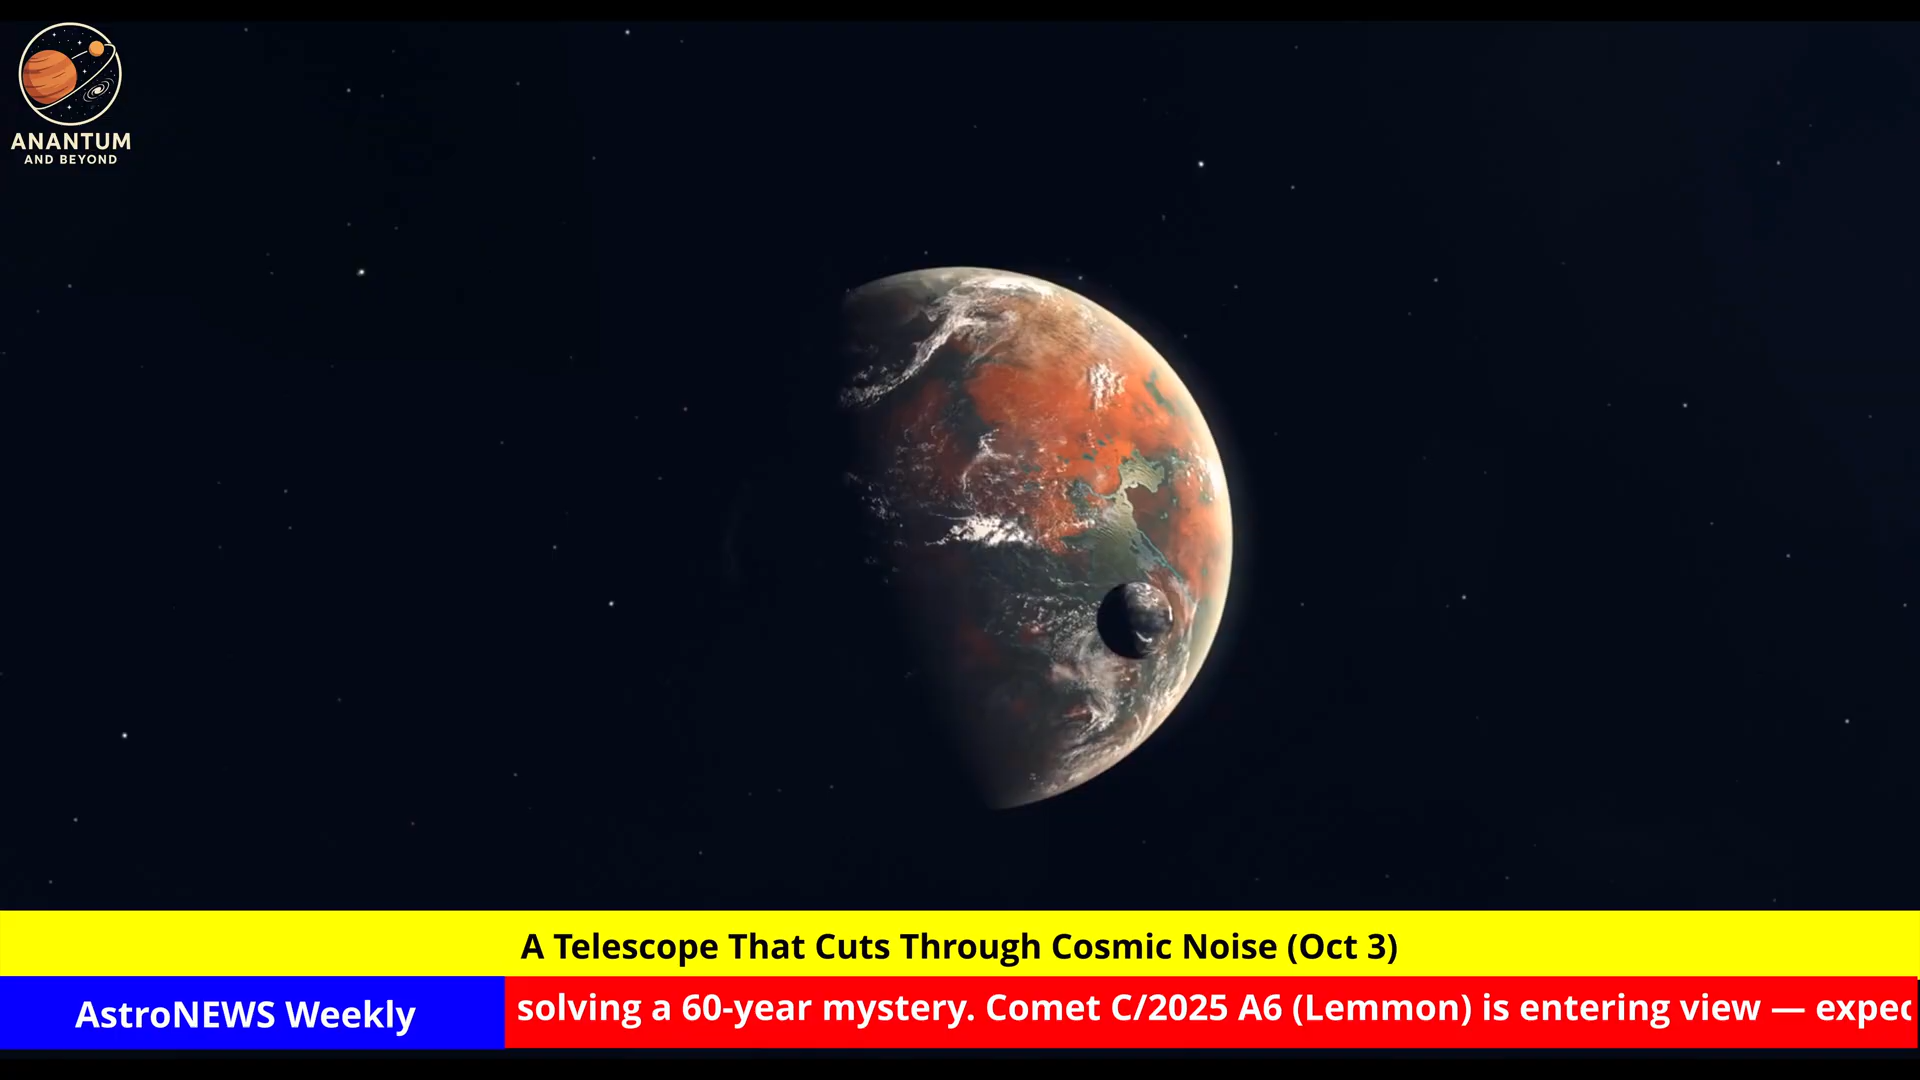 ANANTUM
AND BEYOND
A Telescope That Cuts Through Cosmic Noise (Oct 3)
AstroNEWS Weekly
solving a 60-year mystery. Comet C/2025 A6 (Lemmon) is entering view — expec